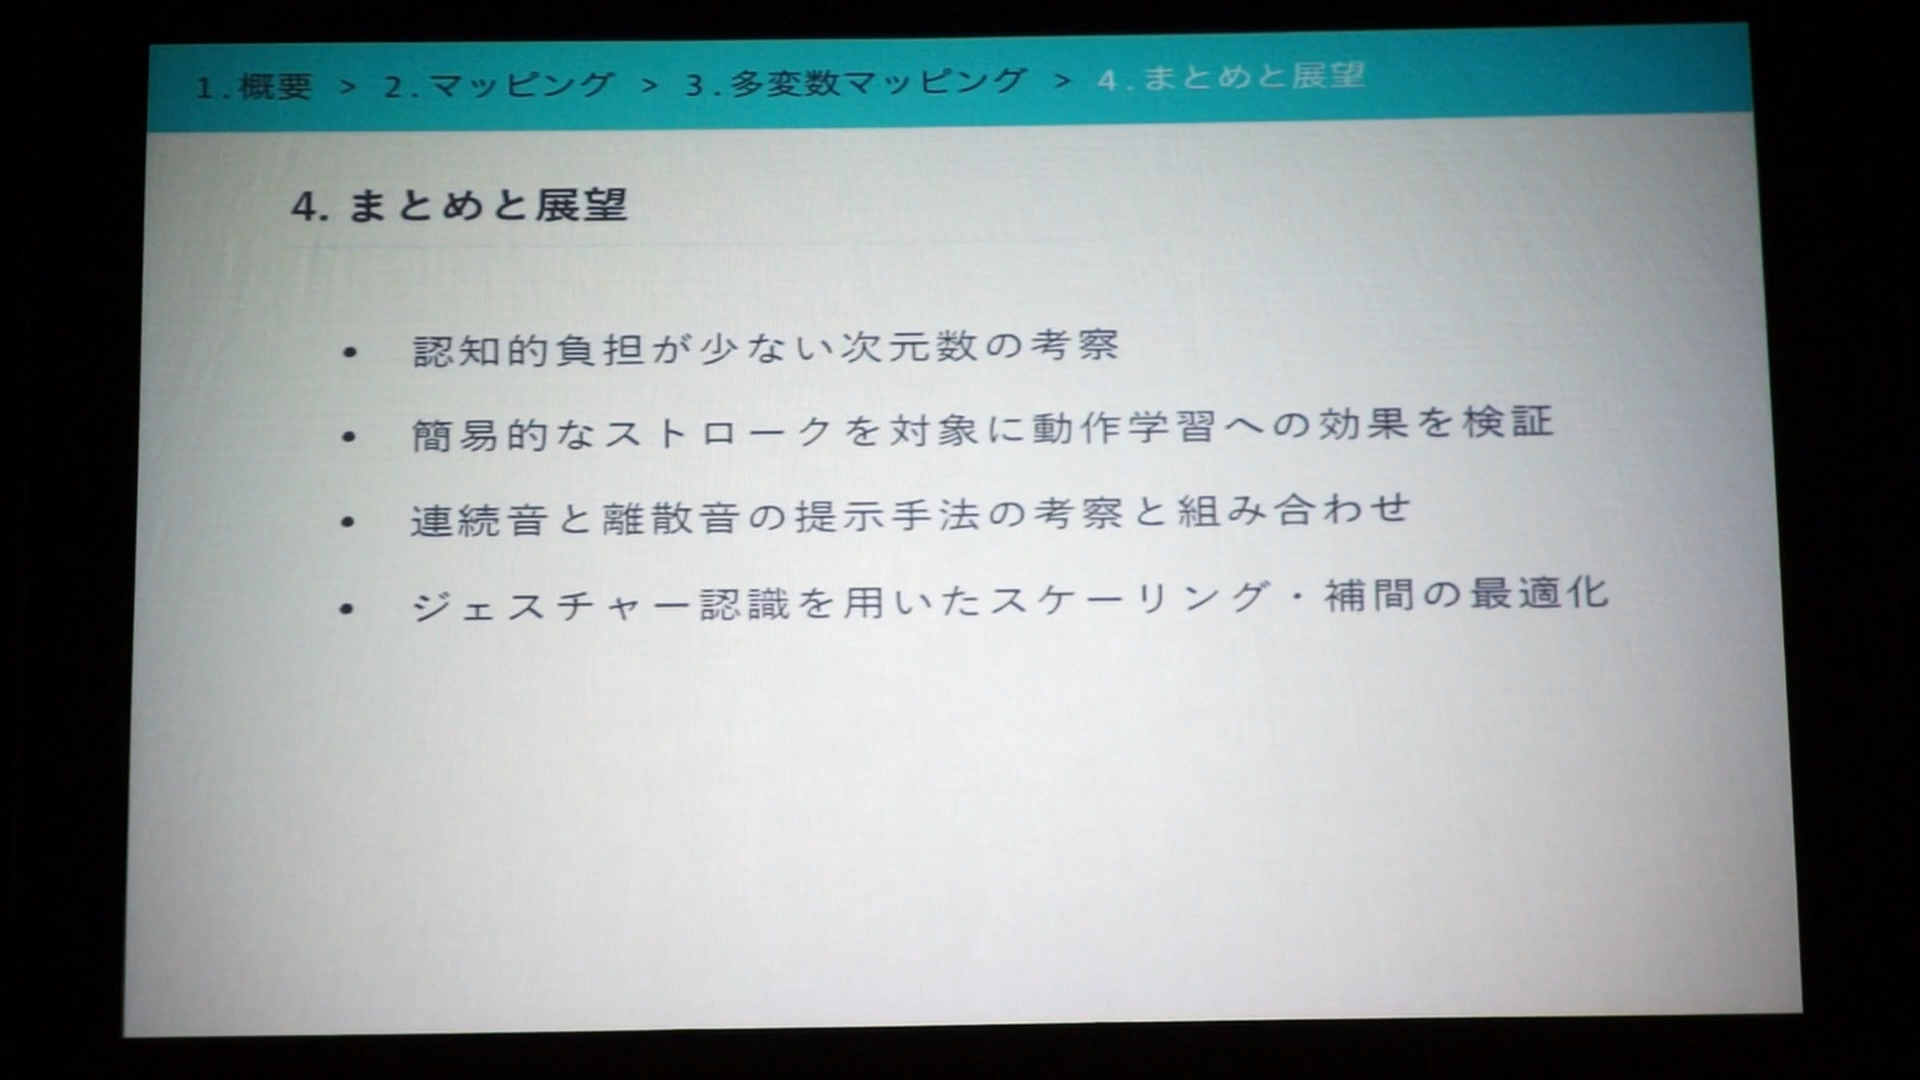 1.概要 > 2.マッピング > 3.多変数マッピング > 4.まとめと展望
4. まとめと展望
• 認知的負担が少ない次元数の考察
• 簡易的なストロークを対象に動作学習への効果を検証
• 連続音と離散音の提示手法の考察と組み合わせ
• ジェスチャー認識を用いたスケーリング・補間の最適化